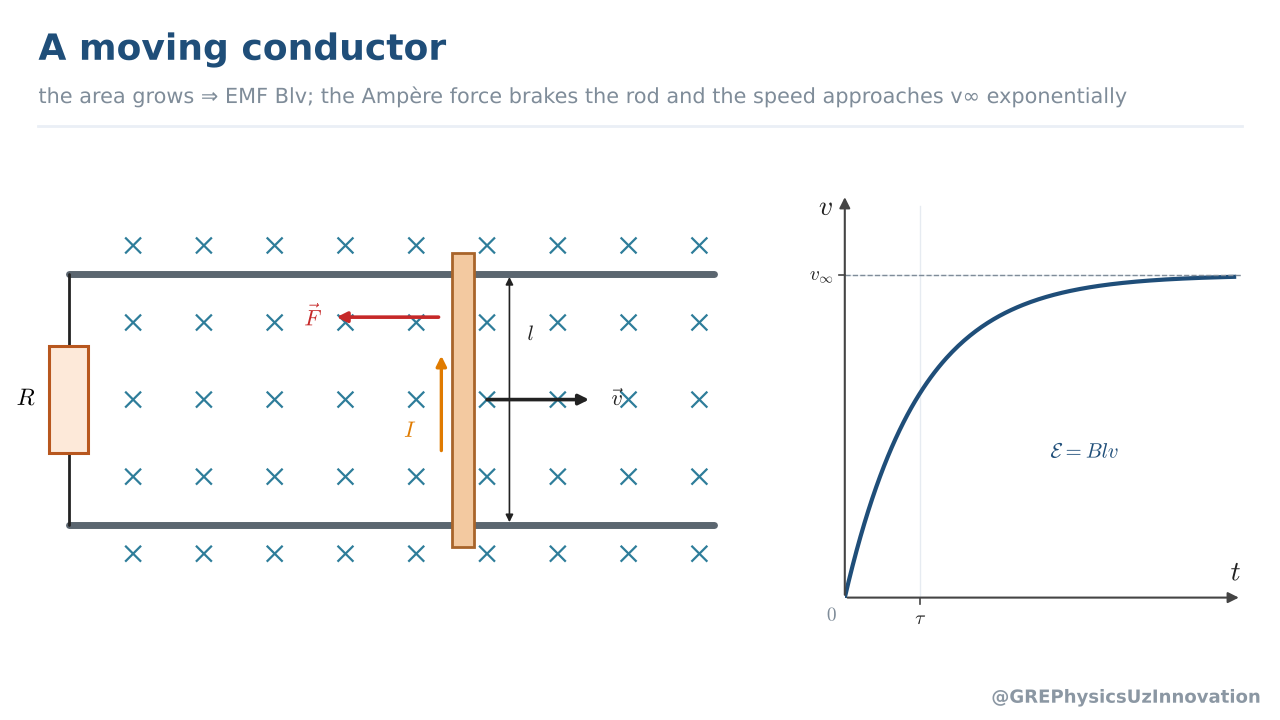 A moving conductor
the area grows ⇒ EMF Blv; the Ampère force brakes the rod and the speed approaches v∞ exponentially
v
v∞
F⃗
l
R
v⃗
I
ℰ = Blv
t
0
τ
@GREPhysicsUzInnovation